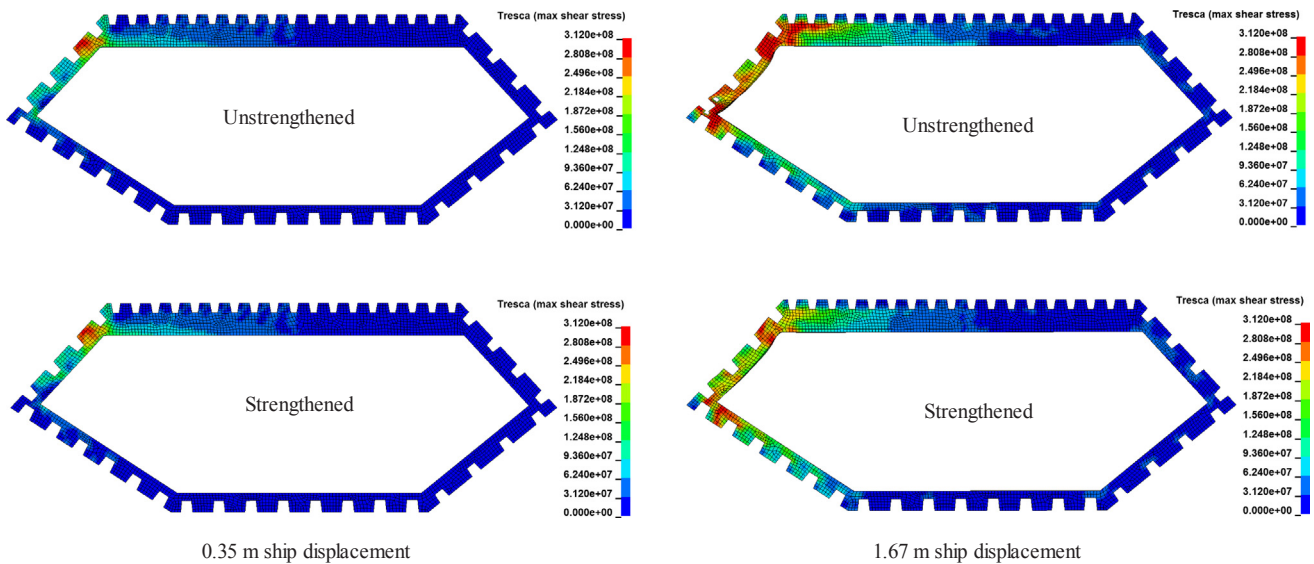 Tresca (max shear stress)
3.120e+08
2.808e+08
2.496e+08
2.184e+08
1.872e+08
1.560e+08
1.248e+08
9.360e+07
6.240e+07
3.120e+07
0.000e+00
Unstrengthened
Tresca (max shear stress)
3.120e+08
2.808e+08
2.496e+08
2.184e+08
1.872e+08
1.560e+08
1.248e+08
9.360e+07
6.240e+07
3.120e+07
0.000e+00
Unstrengthened
Tresca (max shear stress)
3.120e+08
2.808e+08
2.496e+08
2.184e+08
1.872e+08
1.560e+08
1.248e+08
9.360e+07
6.240e+07
3.120e+07
0.000e+00
Strengthened
Tresca (max shear stress)
3.120e+08
2.808e+08
2.496e+08
2.184e+08
1.872e+08
1.560e+08
1.248e+08
9.360e+07
6.240e+07
3.120e+07
0.000e+00
Strengthened
0.35 m ship displacement
1.67 m ship displacement